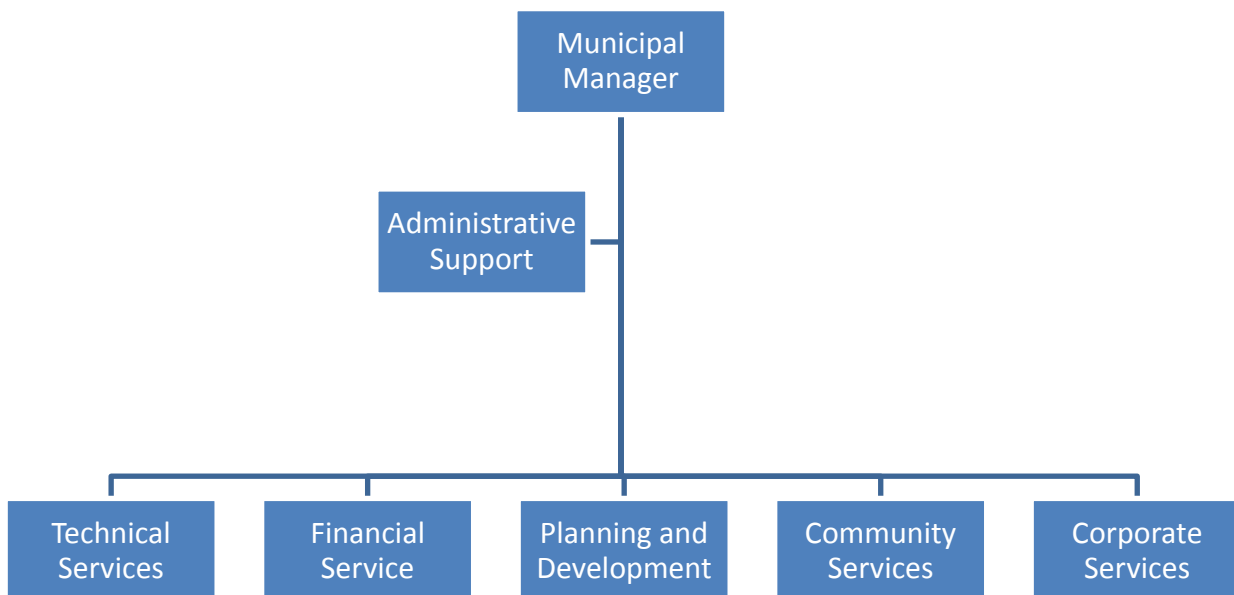 Municipal
Manager
Administrative
Support
Technical
Services
Financial
Service
Planning and
Development
Community
Services
Corporate
Services